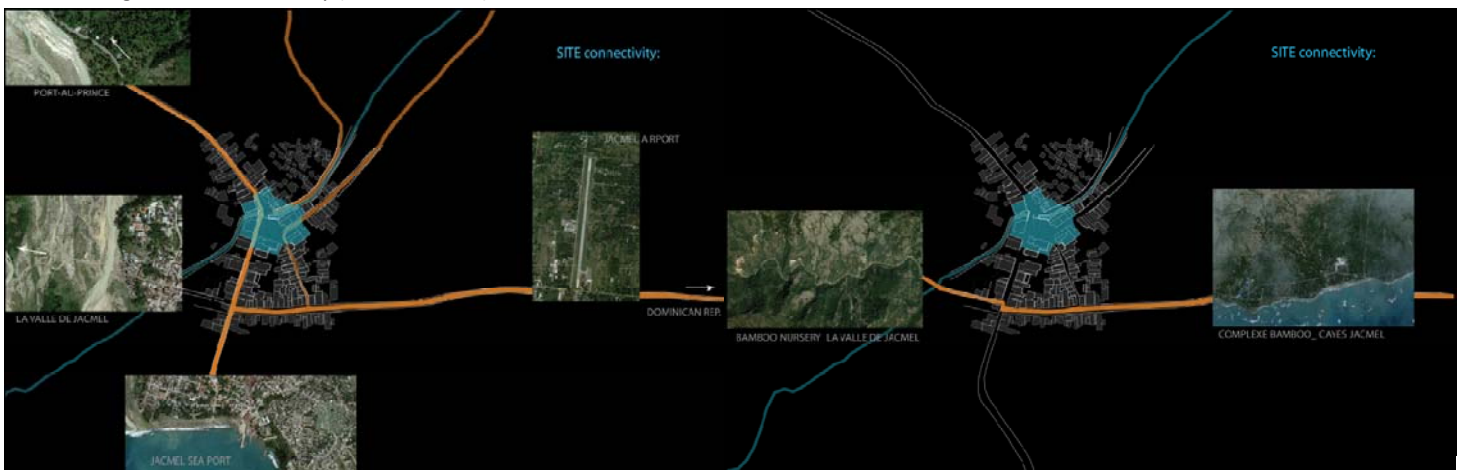 SITE connectivity:
PORT-AU-PRINCE
JACMEL AIRPORT
LA VALLE DE JACMEL
DOMINICAN REP.
JACMEL SEA PORT
SITE connectivity:
BAMBOO NURSERY LA VALLE DE JACMEL
COMPLEXE BAMBOO_ CAYES JACMEL